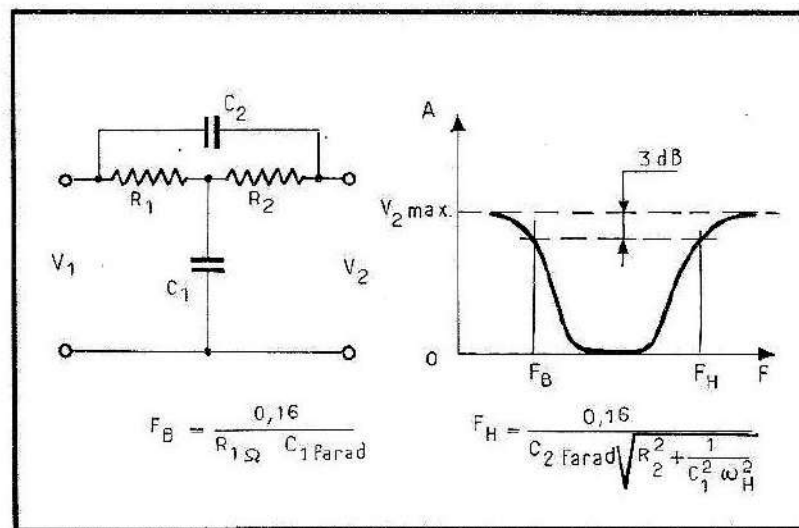 C2
R1
R2
V1
C1
V2
A
3 dB
V2 max.
0
FB
FH
F
FB = 0,16 / R1Ω C1 farad
FH = 0,16 / C2 farad √R2² + 1 / C1² ωH²